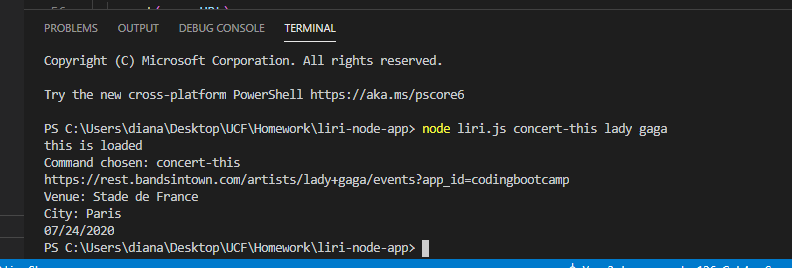 PROBLEMS OUTPUT DEBUG CONSOLE TERMINAL
Copyright (C) Microsoft Corporation. All rights reserved.
Try the new cross-platform PowerShell https://aka.ms/pscore6
PS C:\Users\diana\Desktop\UCF\Homework\liri-node-app> node liri.js concert-this lady gaga
this is loaded
Command chosen: concert-this
https://rest.bandsintown.com/artists/lady+gaga/events?app_id=codingbootcamp
Venue: Stade de France
City: Paris
07/24/2020
PS C:\Users\diana\Desktop\UCF\Homework\liri-node-app>